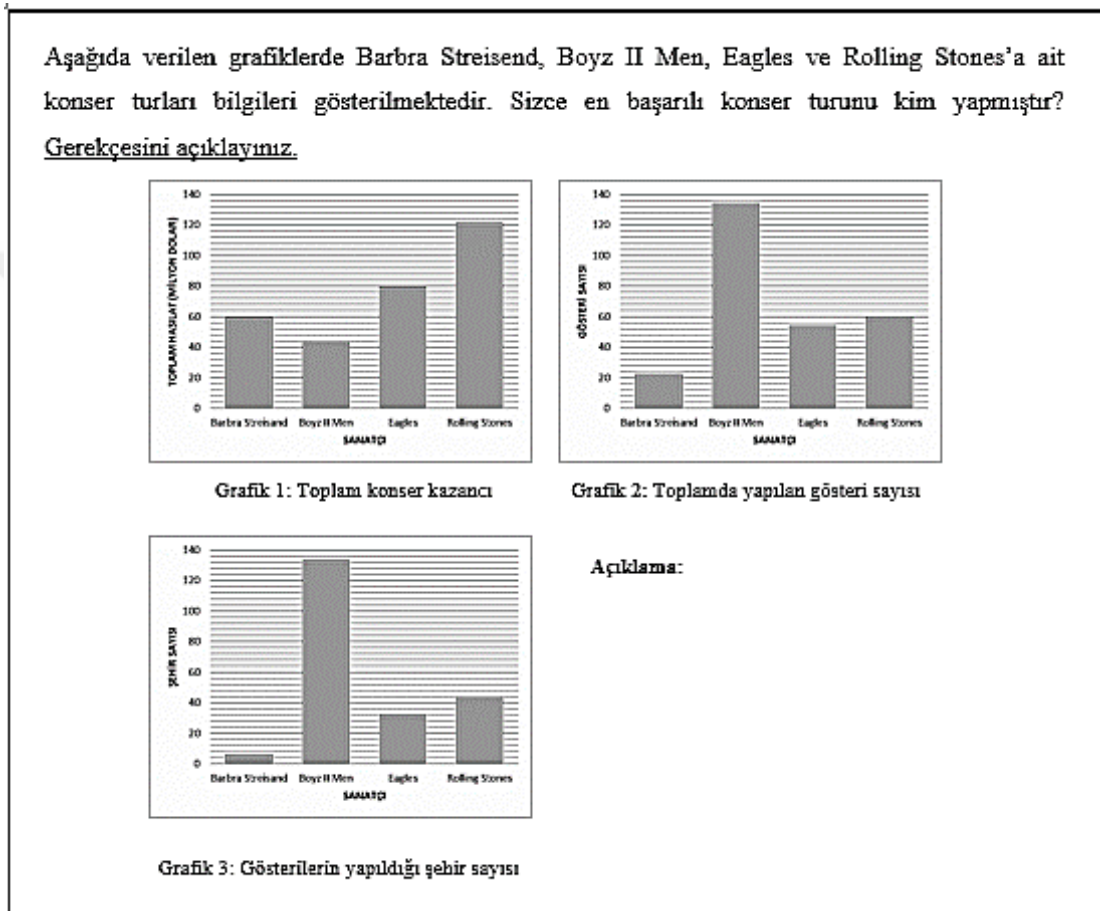 Aşağıda verilen grafiklerde Barbra Streisend, Boyz II Men, Eagles ve Rolling Stones’a ait
konser turları bilgileri gösterilmektedir. Sizce en başarılı konser turunu kim yapmıştır?
Gerekçesini açıklayınız.
140
120
100
80
60
40
20
0
TOPLAM HASILAT (MİLYON DOLAR)
Barbra Streisand Boyz II Men Eagles Rolling Stones
SANATÇI
140
120
100
80
60
40
20
0
GÖSTERİ SAYISI
Barbra Streisand Boyz II Men Eagles Rolling Stones
SANATÇI
Grafik 1: Toplam konser kazancı
Grafik 2: Toplamda yapılan gösteri sayısı
140
120
100
80
60
40
20
0
ŞEHİR SAYISI
Barbra Streisand Boyz II Men Eagles Rolling Stones
SANATÇI
Açıklama:
Grafik 3: Gösterilerin yapıldığı şehir sayısı